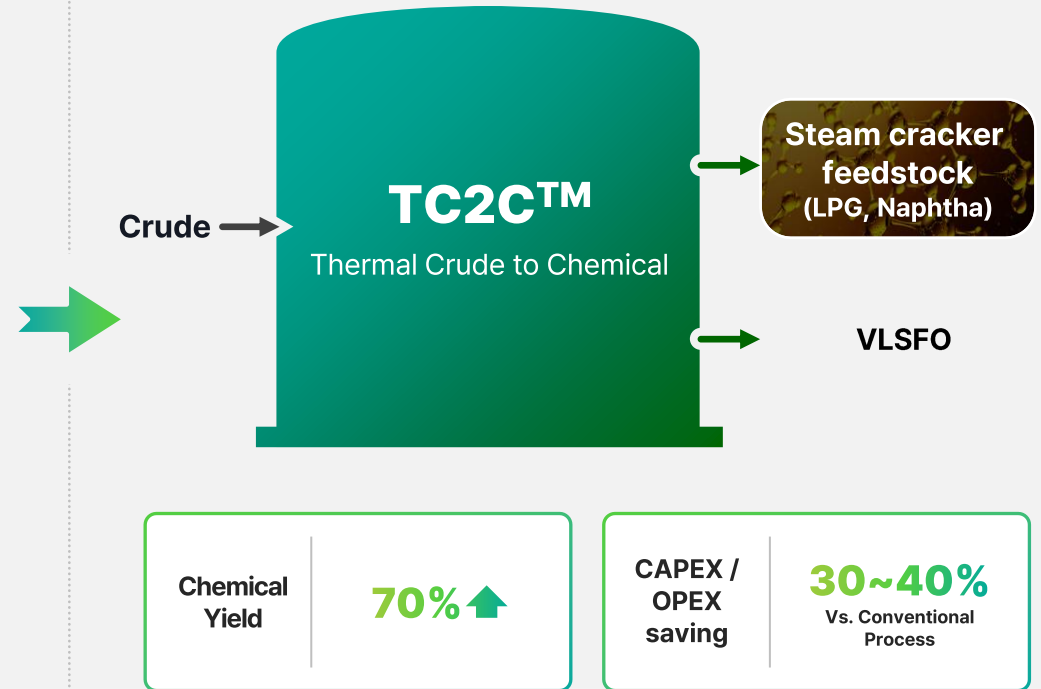 Steam cracker
feedstock
(LPG, Naphtha)
TC2C™
Crude
Thermal Crude to Chemical
VLSFO
Chemical
Yield
70%
CAPEX /
OPEX
saving
30~40%
Vs. Conventional
Process